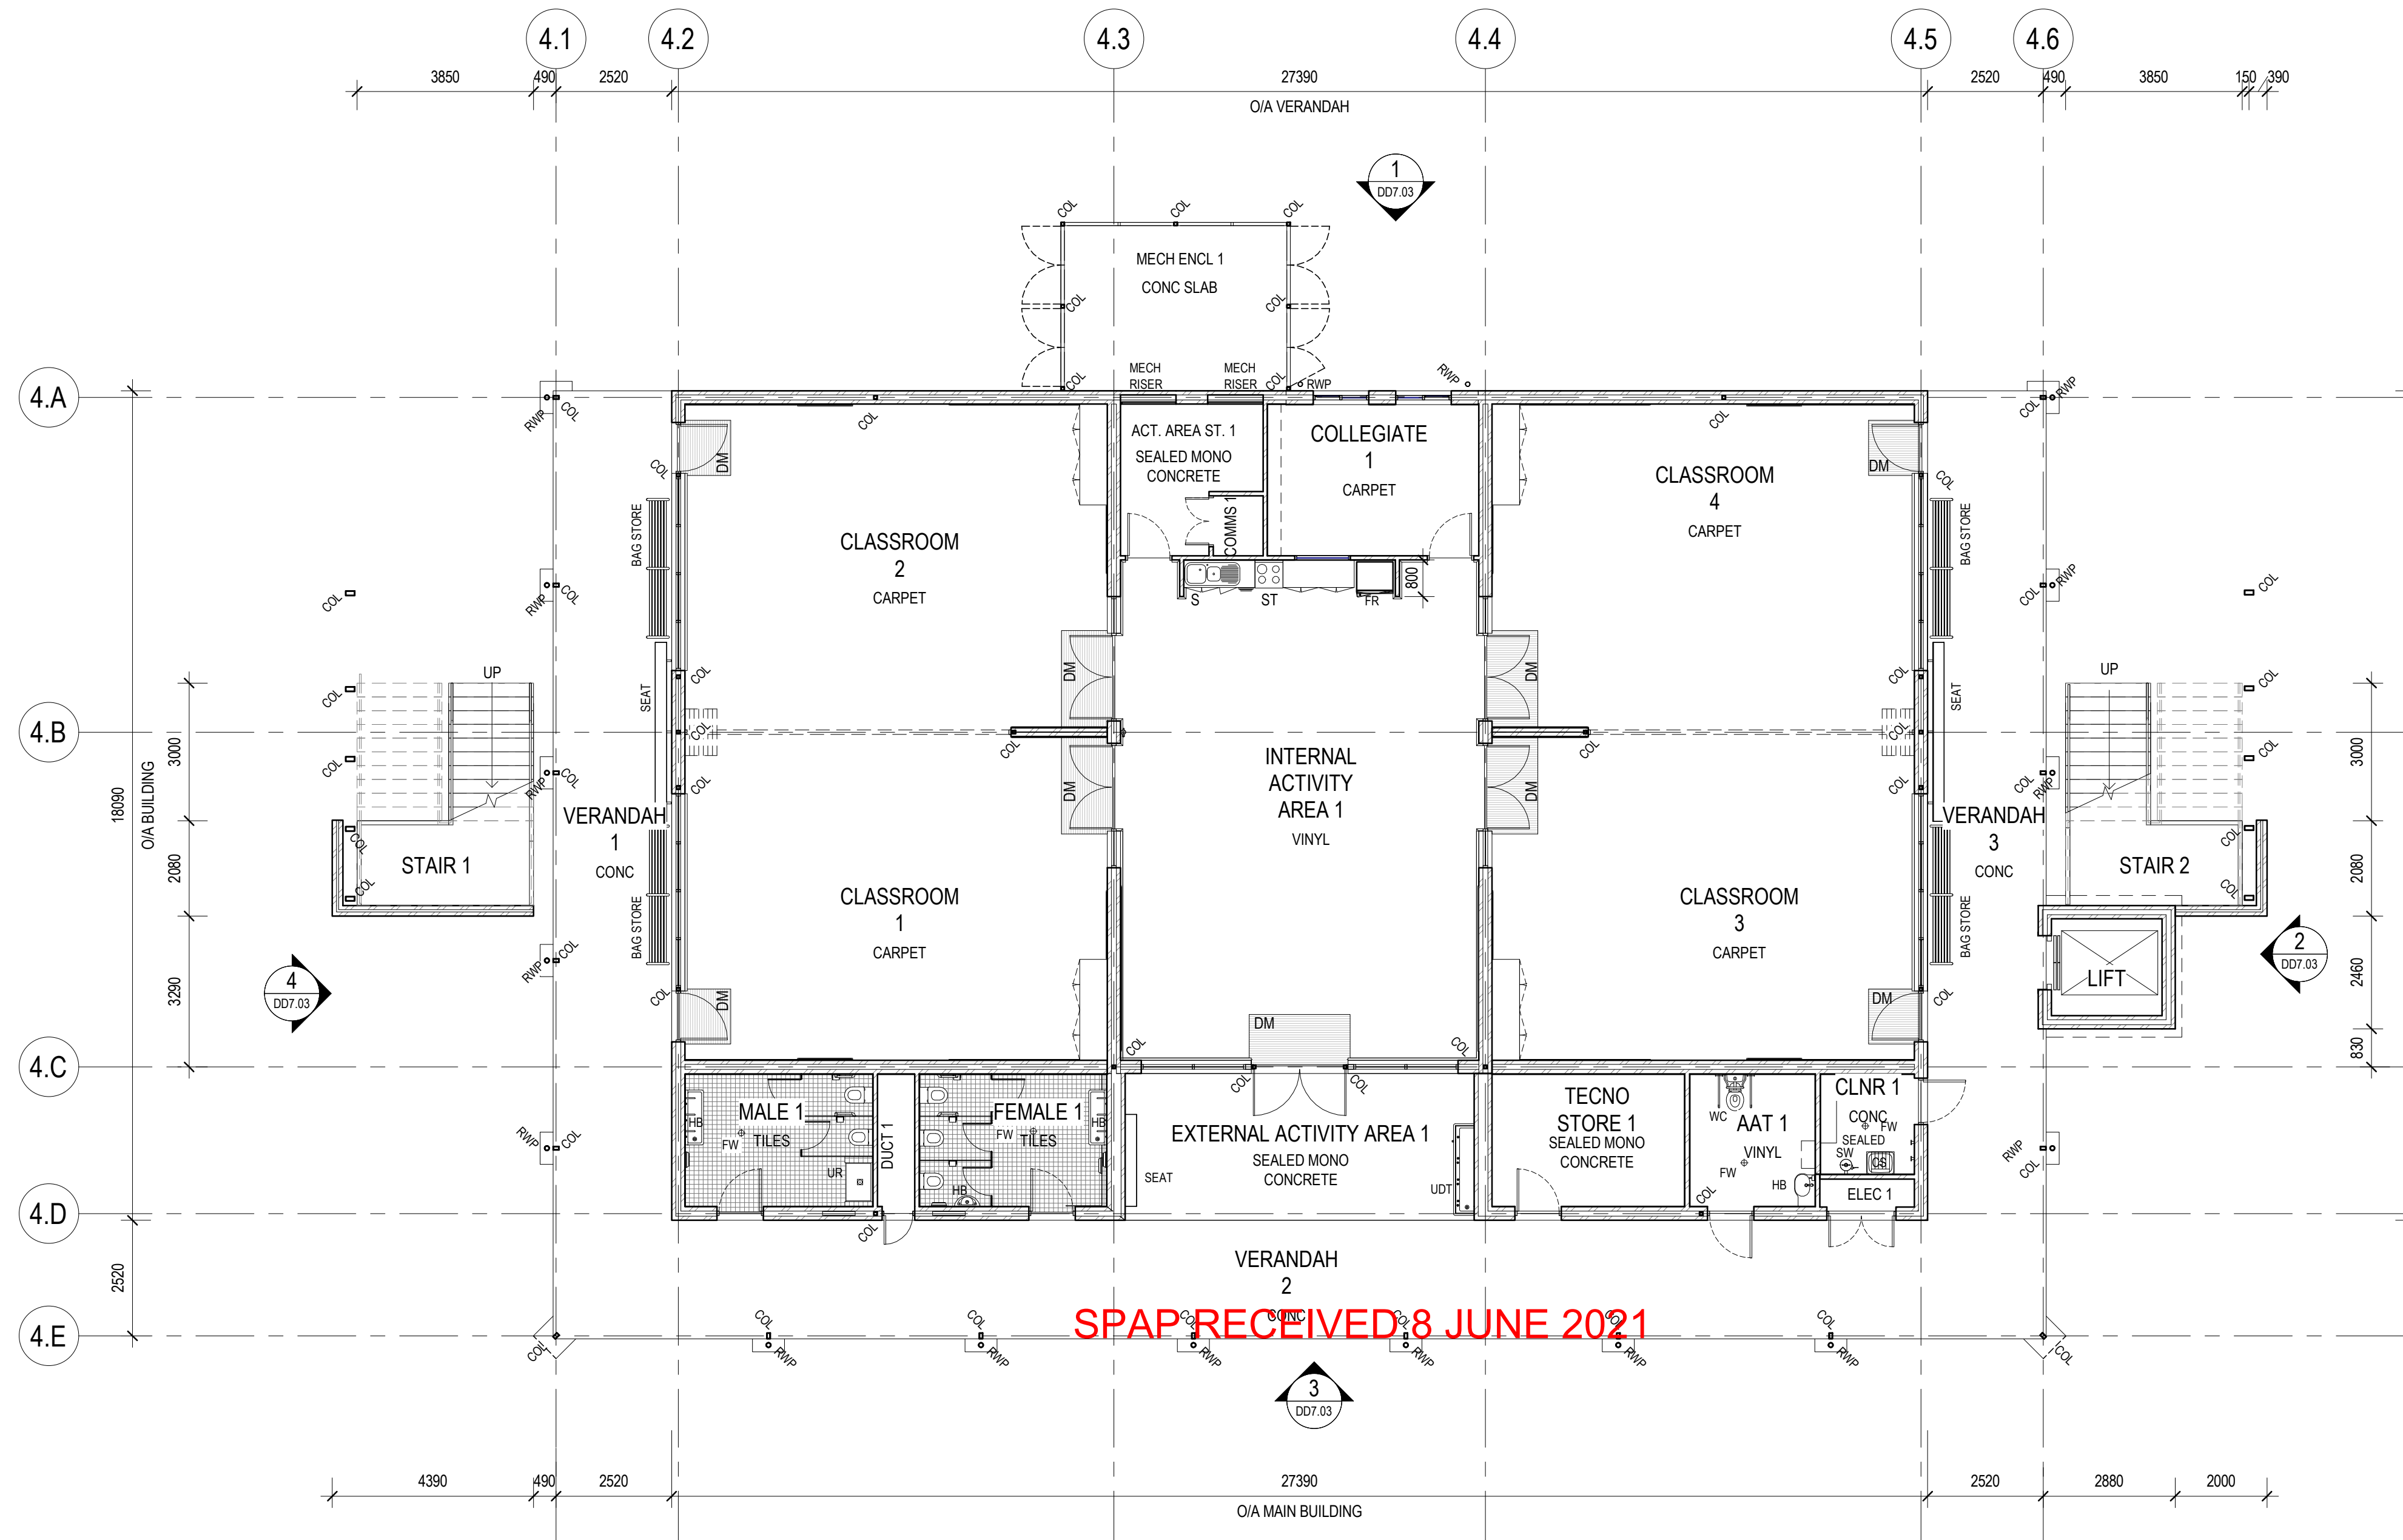 4.1
4.2
4.3
4.4
4.5
4.6
3850
490
2520
27390
2520
490
3850
150
390
O/A VERANDAH
1
DD7.03
COL
COL
COL
MECH ENCL 1
CONC SLAB
COL
COL
MECH
RISER
MECH
RISER
COL
COL
RWP
RWP
4.A
RWP
COL
COL
COL
COL
RWP
ACT. AREA ST. 1
SEALED MONO
CONCRETE
COLLEGIATE
1
CARPET
COMMS 1
CLASSROOM
4
CARPET
COL
DM
DM
COL
BAG STORE
BAG STORE
CLASSROOM
2
CARPET
S
ST
FR
800
COL
RWP
COL
COL
RWP
COL
UP
UP
COL
COL
COL
COL
SEAT
SEAT
DM
DM
4.B
COL
COL
COL
COL
COL
COL
RWP
COL
COL
COL
COL
RWP
INTERNAL
ACTIVITY
AREA 1
VINYL
DM
DM
18090
O/A BUILDING
3000
3000
VERANDAH
1
CONC
VERANDAH
3
CONC
STAIR 1
COL
COL
STAIR 2
COL
COL
2080
2080
CLASSROOM
1
CARPET
CLASSROOM
3
CARPET
BAG STORE
BAG STORE
4
DD7.03
2
DD7.03
3290
2460
LIFT
RWP
COL
COL
DM
DM
COL
DM
830
4.C
COL
COL
COL
COL
MALE 1
TILES
HB
FW
UR
DUCT 1
FEMALE 1
TILES
FW
HB
HB
EXTERNAL ACTIVITY AREA 1
SEALED MONO
CONCRETE
SEAT
UDT
TECNO
STORE 1
SEALED MONO
CONCRETE
WC
AAT 1
VINYL
FW
HB
COL
CLNR 1
CONC
FW
SEALED
SW
CS
ELEC 1
RWP
COL
RWP
COL
4.D
COL
2520
VERANDAH
2
CONC
SPAP RECEIVED 8 JUNE 2021
4.E
COL
COL
COL
COL
COL
COL
COL
COL
RWP
RWP
RWP
RWP
RWP
RWP
3
DD7.03
4390
490
2520
27390
2520
2880
2000
O/A MAIN BUILDING